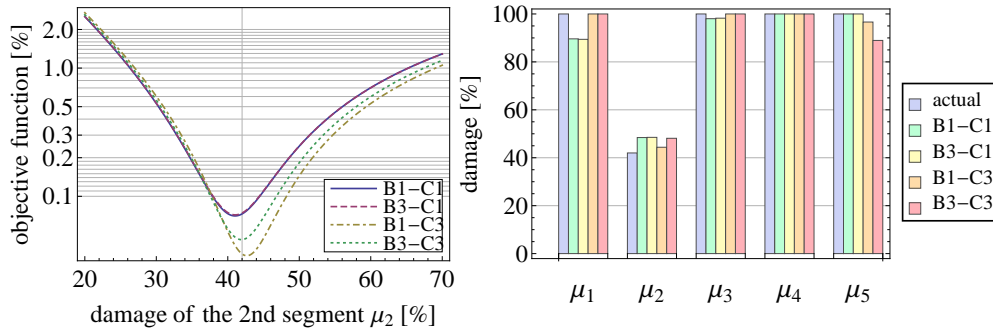 objective function [%]
2.0
1.0
0.5
0.3
0.2
0.1
B1−C1
B3−C1
B1−C3
B3−C3
20 30 40 50 60 70
damage of the 2nd segment μ2 [%]
damage [%]
100
80
60
40
20
0
μ1 μ2 μ3 μ4 μ5
actual
B1−C1
B3−C1
B1−C3
B3−C3